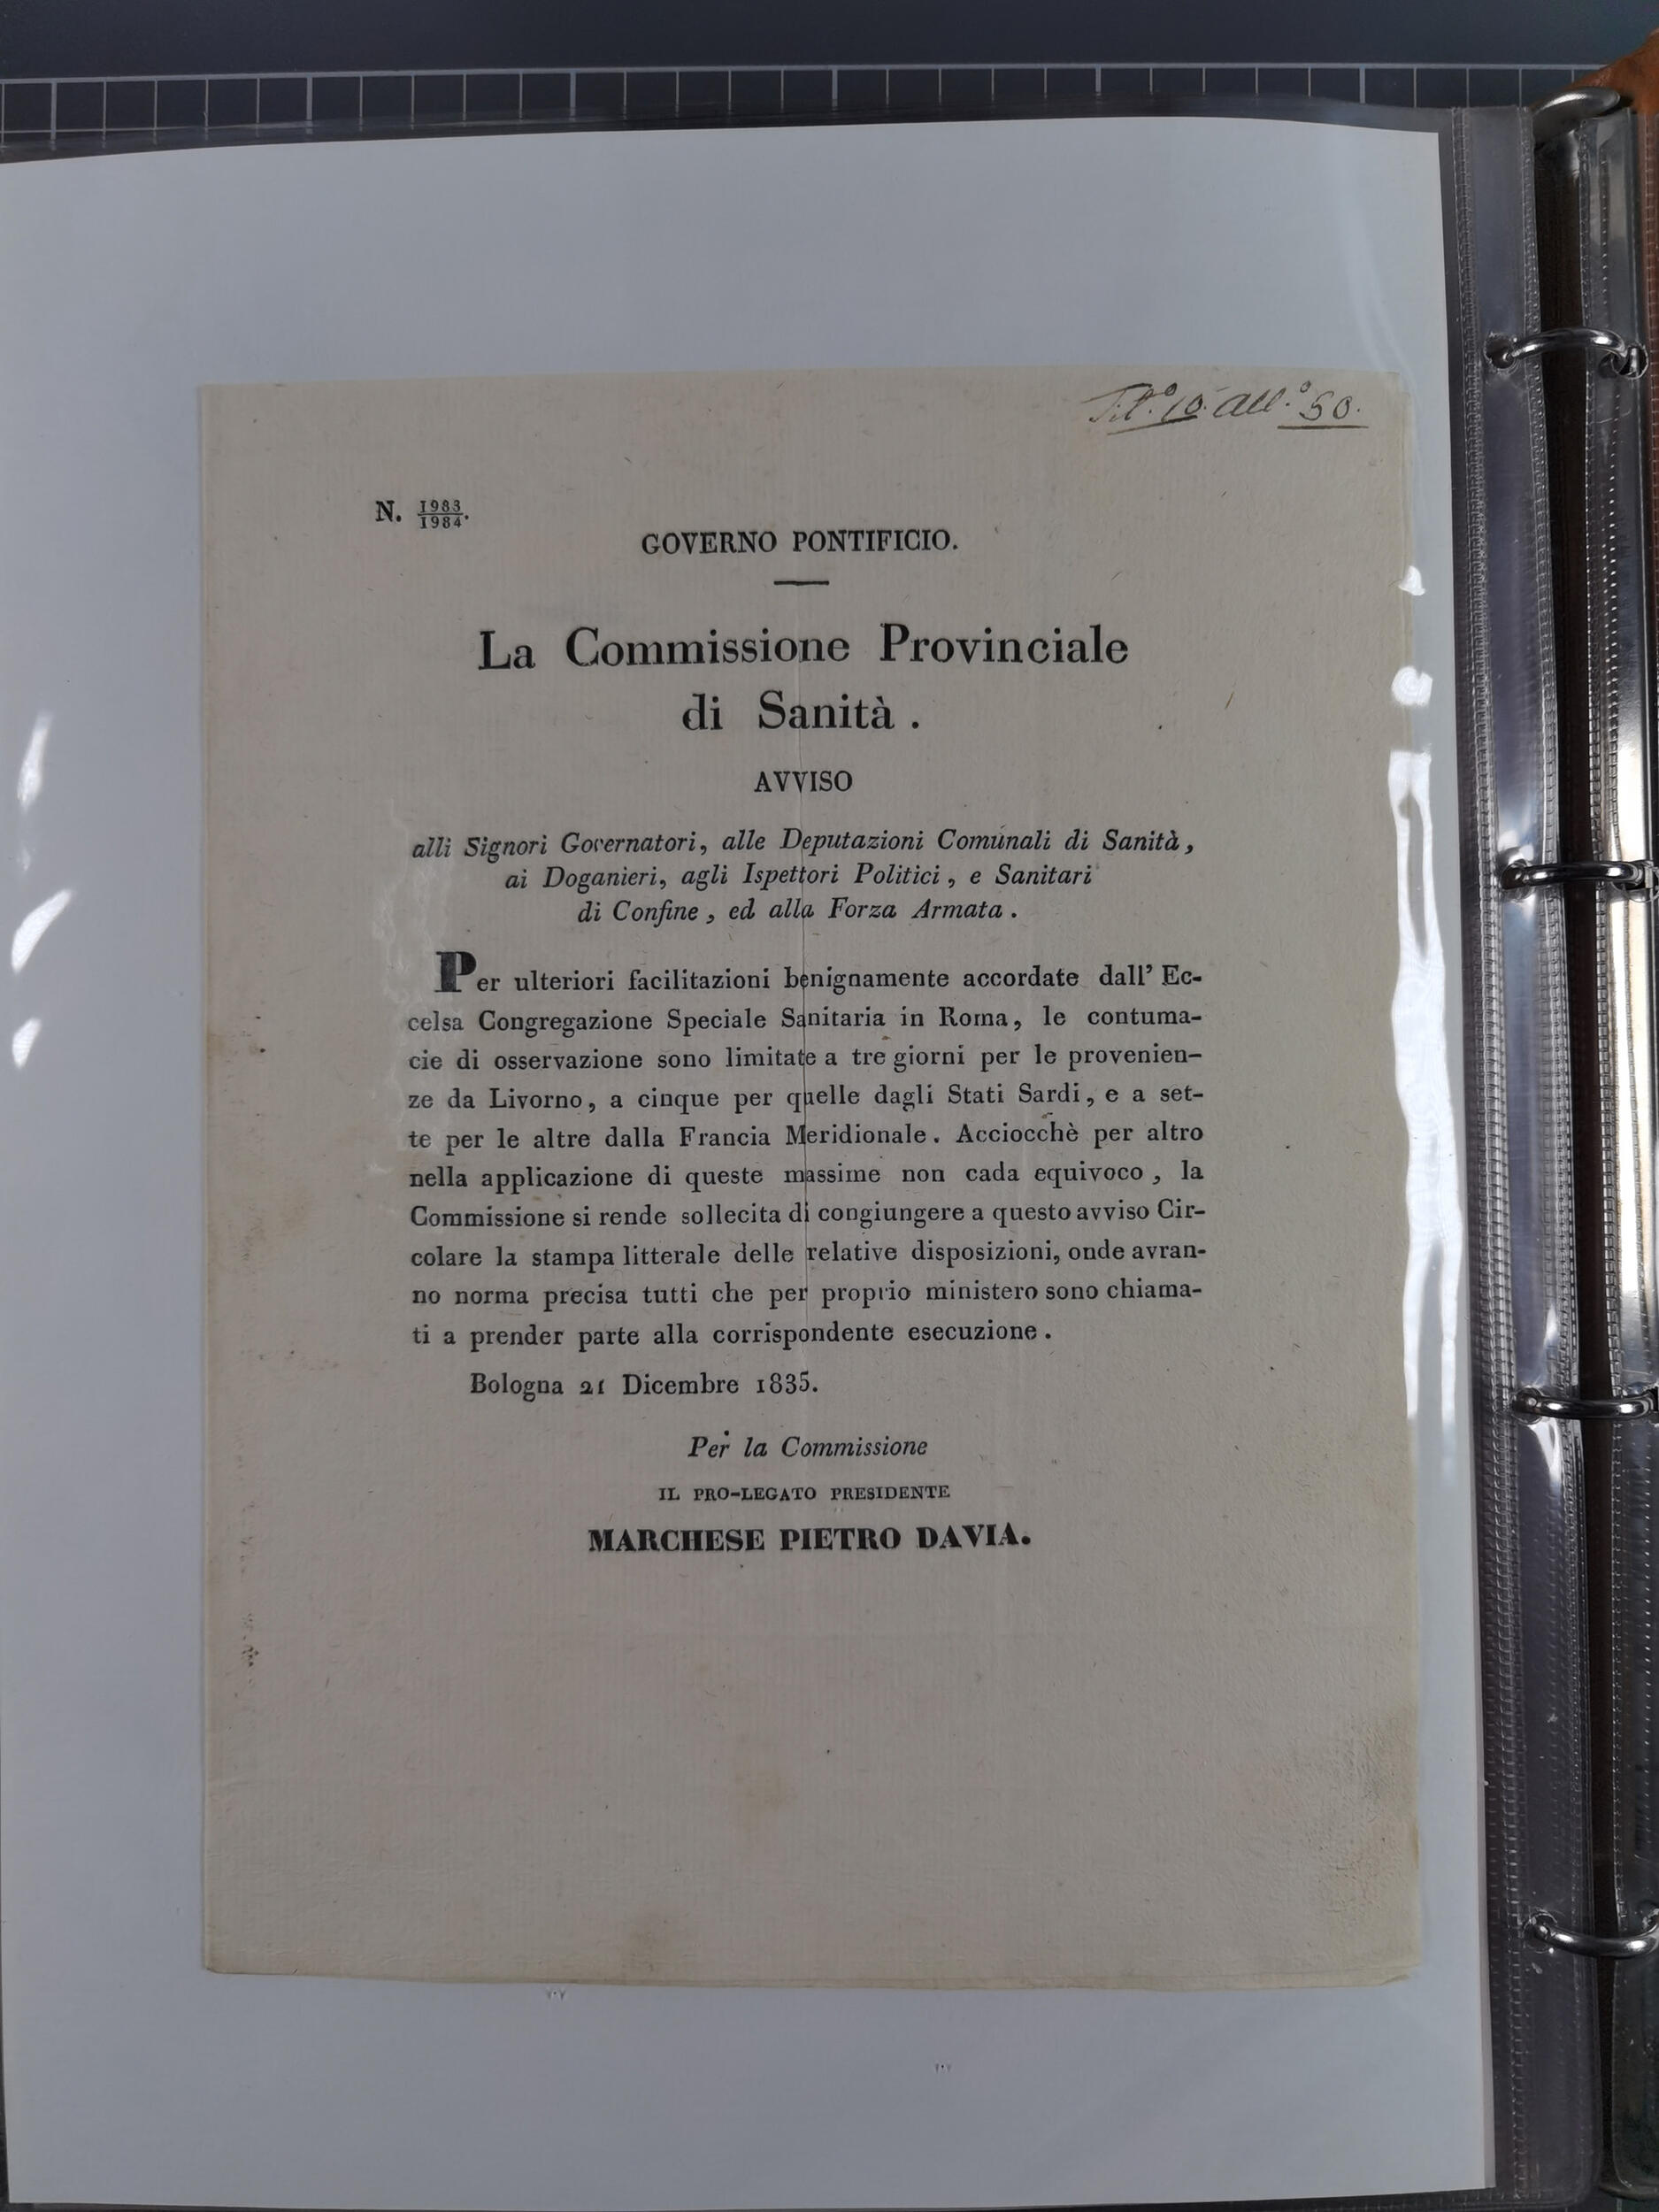 Tit.° 10. All.° 50.
N. 1983/1984.
GOVERNO PONTIFICIO.
La Commissione Provinciale
di Sanità .
AVVISO
alli Signori Governatori, alle Deputazioni Comunali di Sanità,
ai Doganieri, agli Ispettori Politici, e Sanitari
di Confine, ed alla Forza Armata.
Per ulteriori facilitazioni benignamente accordate dall' Ec-
celsa Congregazione Speciale Sanitaria in Roma, le contuma-
cie di osservazione sono limitate a tre giorni per le provenien-
ze da Livorno, a cinque per quelle dagli Stati Sardi, e a set-
te per le altre dalla Francia Meridionale. Acciocchè per altro
nella applicazione di queste massime non cada equivoco, la
Commissione si rende sollecita di congiungere a questo avviso Cir-
colare la stampa litterale delle relative disposizioni, onde avran-
no norma precisa tutti che per proprio ministero sono chiama-
ti a prender parte alla corrispondente esecuzione.
Bologna 21 Dicembre 1835.
Per la Commissione
IL PRO-LEGATO PRESIDENTE
MARCHESE PIETRO DAVIA.